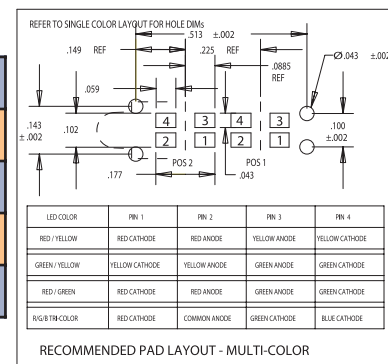 REFER TO SINGLE COLOR LAYOUT FOR HOLE DIMs
.513 ±.002
.149 REF
.225 REF
Ø.043 ±.002
.0885
REF
.059
.143
±.002
.102
4 3 4 3
2 1 2 1
.100
±.002
POS 2
POS 1
.177
.043
LED COLOR PIN 1 PIN 2 PIN 3 PIN 4
RED / YELLOW RED CATHODE RED ANODE YELLOW ANODE YELLOW CATHODE
GREEN / YELLOW YELLOW CATHODE YELLOW ANODE GREEN ANODE GREEN CATHODE
RED / GREEN RED CATHODE RED ANODE GREEN ANODE GREEN CATHODE
R/G/B TRI-COLOR RED CATHODE COMMON ANODE GREEN CATHODE BLUE CATHODE
RECOMMENDED PAD LAYOUT - MULTI-COLOR